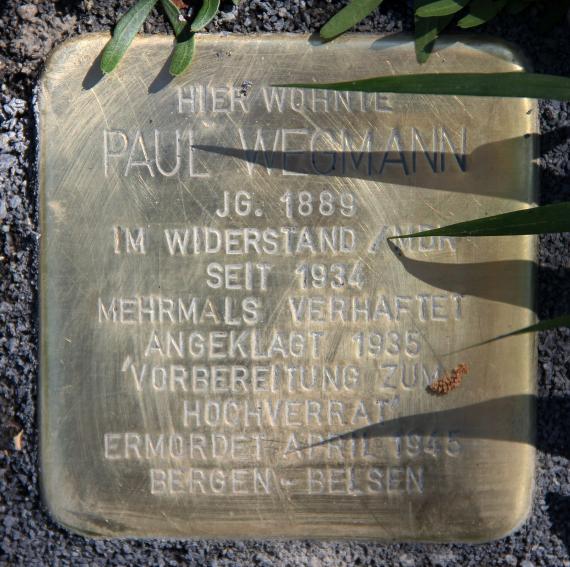 HIER WOHNTE
PAUL WEGMANN
JG. 1889
IM WIDERSTAND / MDR
SEIT 1934
MEHRMALS VERHAFTET
ANGEKLAGT 1935
'VORBEREITUNG ZUM
HOCHVERRAT'
ERMORDET APRIL 1945
BERGEN-BELSEN